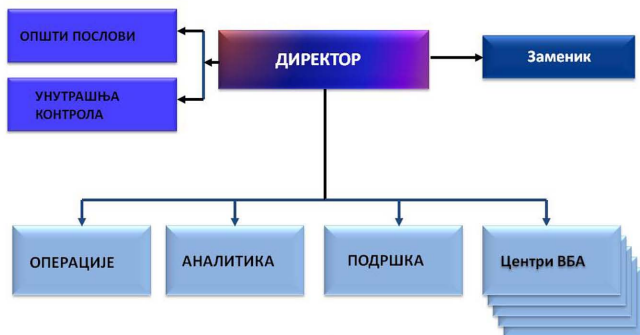 ОПШТИ ПОСЛОВИ
ДИРЕКТОР
Заменик
УНУТРАШЊА
КОНТРОЛА
ОПЕРАЦИЈЕ
АНАЛИТИКА
ПОДРШКА
Центри ВБА